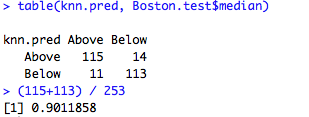 > table(knn.pred, Boston.test$median)
knn.pred Above Below
Above 115 14
Below 11 113
> (115+113) / 253
[1] 0.9011858